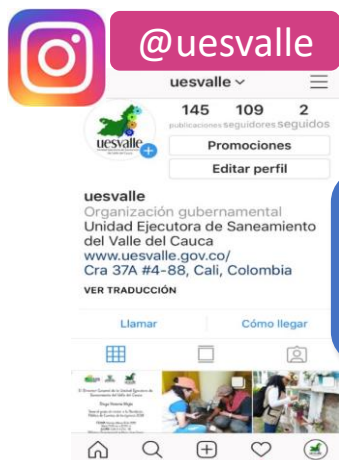 @uesvalle
uesvalle
145 109 2
publicaciones seguidores seguidos
uesvalle
Promociones
Editar perfil
uesvalle
Organización gubernamental
Unidad Ejecutora de Saneamiento
del Valle del Cauca
www.uesvalle.gov.co/
Cra 37A #4-88, Cali, Colombia
VER TRADUCCIÓN
Llamar Cómo llegar